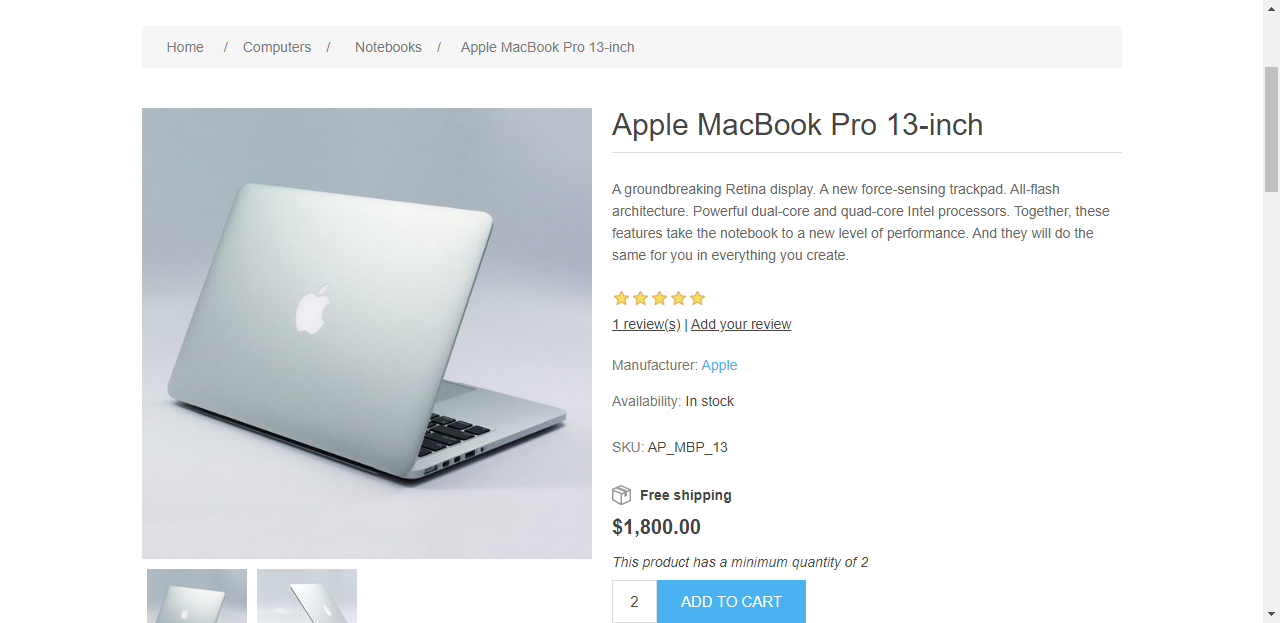 Home / Computers / Notebooks / Apple MacBook Pro 13-inch
Apple MacBook Pro 13-inch
A groundbreaking Retina display. A new force-sensing trackpad. All-flash
architecture. Powerful dual-core and quad-core Intel processors. Together, these
features take the notebook to a new level of performance. And they will do the
same for you in everything you create.
1 review(s) | Add your review
Manufacturer: Apple
Availability: In stock
SKU: AP_MBP_13
Free shipping
$1,800.00
This product has a minimum quantity of 2
2 ADD TO CART